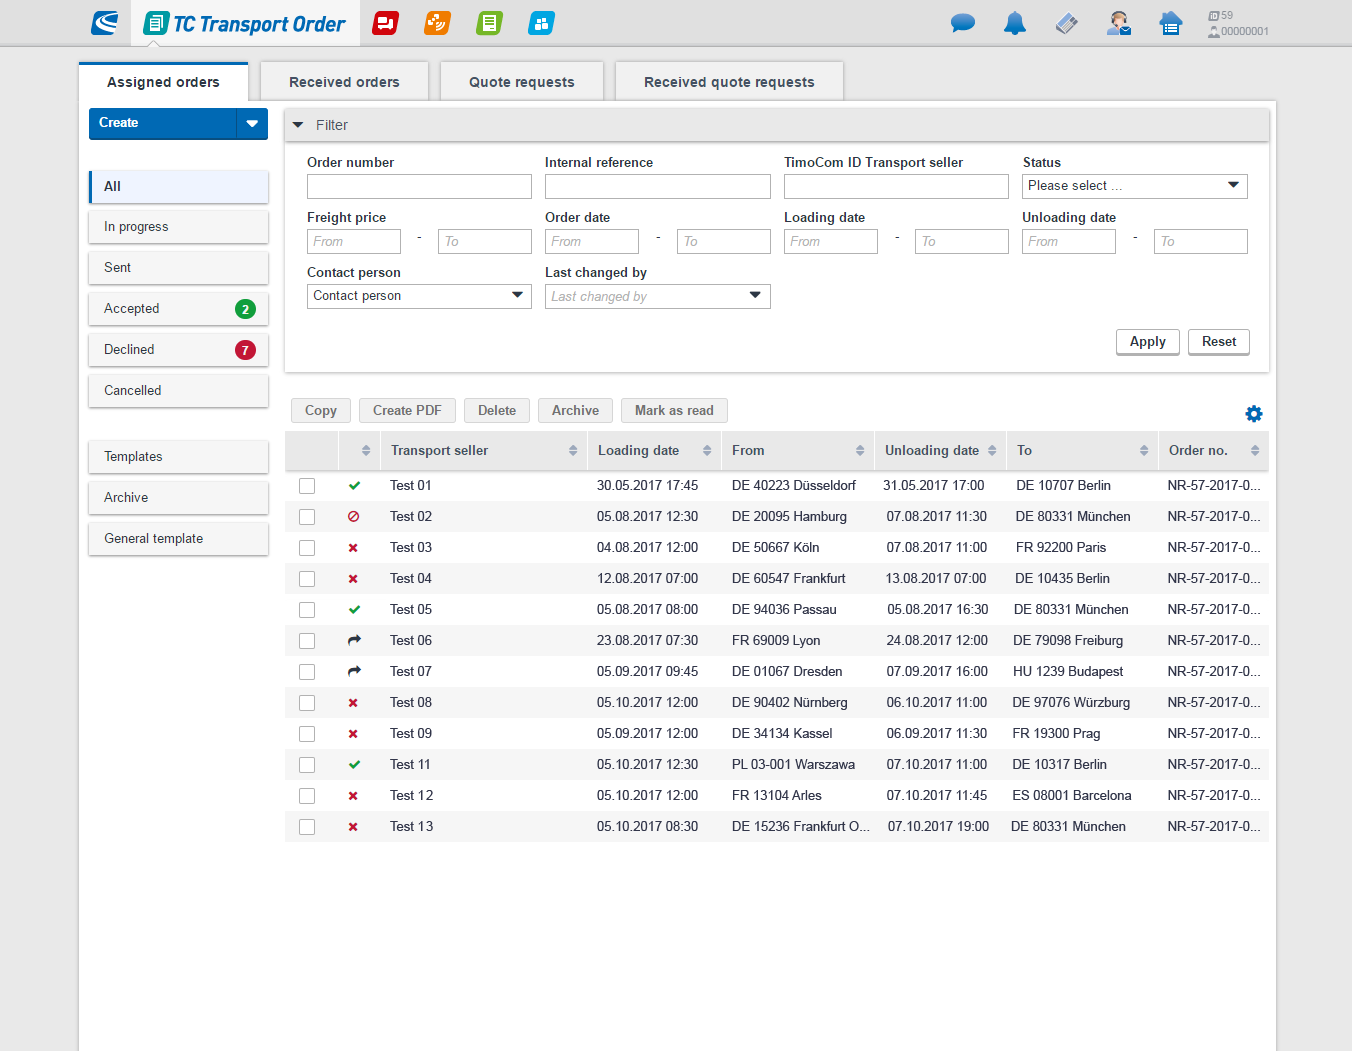 TC Transport Order
ID 59
00000001
Assigned orders
Received orders
Quote requests
Received quote requests
Create
All
In progress
Sent
Accepted 2
Declined 7
Cancelled
Templates
Archive
General template
Filter
Order number Internal reference TimoCom ID Transport seller Status
Please select ...
Freight price Order date Loading date Unloading date
From - To From - To From - To From - To
Contact person Last changed by
Contact person Last changed by
Apply Reset
Copy Create PDF Delete Archive Mark as read
Transport seller Loading date From Unloading date To Order no.
Test 01 30.05.2017 17:45 DE 40223 Düsseldorf 31.05.2017 17:00 DE 10707 Berlin NR-57-2017-0...
Test 02 05.08.2017 12:30 DE 20095 Hamburg 07.08.2017 11:30 DE 80331 München NR-57-2017-0...
Test 03 04.08.2017 12:00 DE 50667 Köln 07.08.2017 11:00 FR 92200 Paris NR-57-2017-0...
Test 04 12.08.2017 07:00 DE 60547 Frankfurt 13.08.2017 07:00 DE 10435 Berlin NR-57-2017-0...
Test 05 05.08.2017 08:00 DE 94036 Passau 05.08.2017 16:30 DE 80331 München NR-57-2017-0...
Test 06 23.08.2017 07:30 FR 69009 Lyon 24.08.2017 12:00 DE 79098 Freiburg NR-57-2017-0...
Test 07 05.09.2017 09:45 DE 01067 Dresden 07.09.2017 16:00 HU 1239 Budapest NR-57-2017-0...
Test 08 05.10.2017 12:00 DE 90402 Nürnberg 06.10.2017 11:00 DE 97076 Würzburg NR-57-2017-0...
Test 09 05.09.2017 12:00 DE 34134 Kassel 06.09.2017 11:30 FR 19300 Prag NR-57-2017-0...
Test 11 05.10.2017 12:30 PL 03-001 Warszawa 07.10.2017 11:00 DE 10317 Berlin NR-57-2017-0...
Test 12 05.10.2017 12:00 FR 13104 Arles 07.10.2017 11:45 ES 08001 Barcelona NR-57-2017-0...
Test 13 05.10.2017 08:30 DE 15236 Frankfurt O... 07.10.2017 19:00 DE 80331 München NR-57-2017-0...